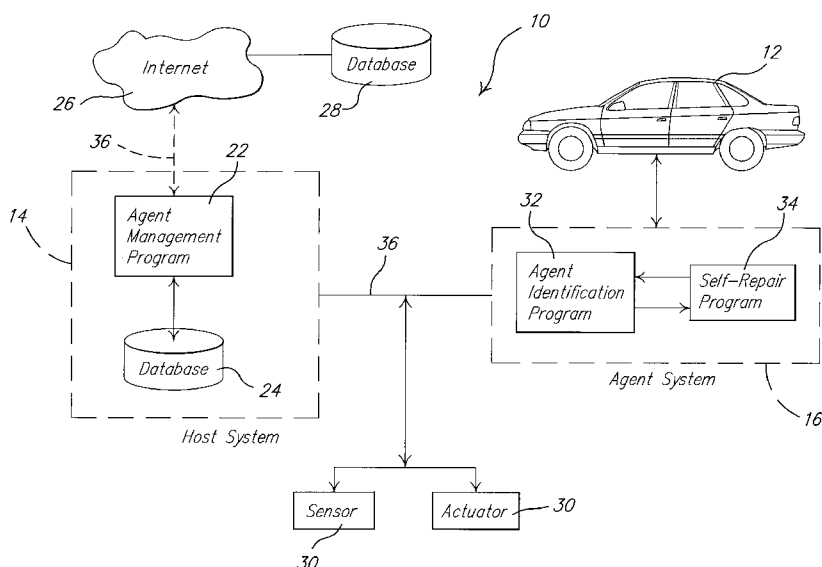 10
Internet
Database
12
26
28
36
22
14
Agent
Management
Program
32
34
36
Agent
Identification
Program
Self-Repair
Program
Database
24
Agent System
16
Host System
Sensor
Actuator
30
30